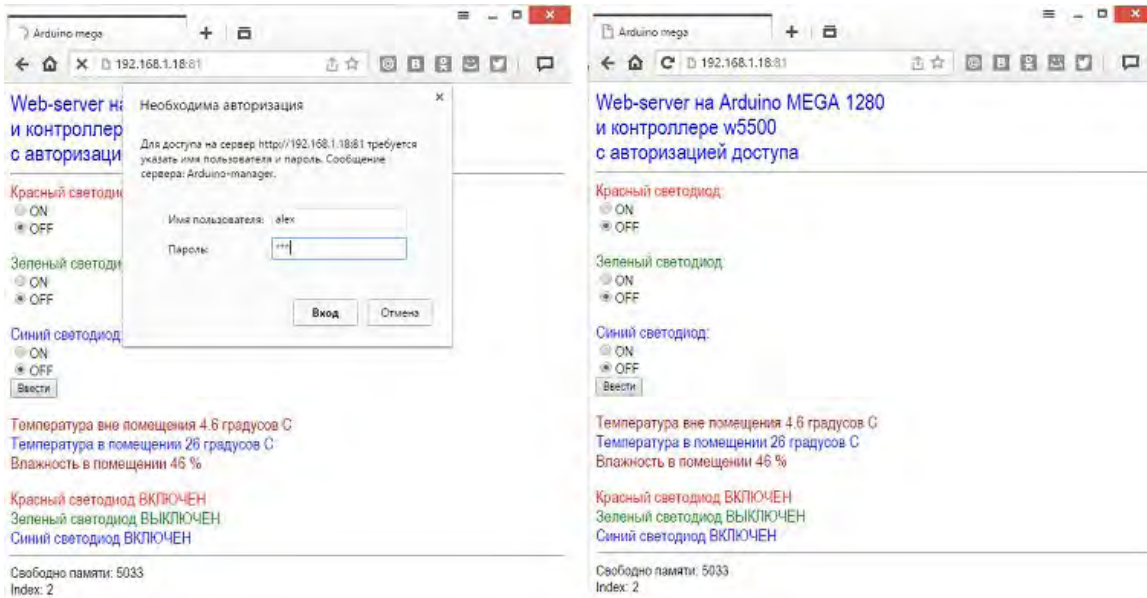 Arduino mega
192.168.1.18:81
Web-server на
и контроллер
с авторизаци
Необходима авторизация
Для доступа на сервер http://192.168.1.18:81 требуется
указать имя пользователя и пароль. Сообщение
сервера: Arduino-manager.
Имя пользователя: alex
Пароль: ***
Вход Отмена
Красный светодио
ON
OFF
Зеленый светодио
ON
OFF
Синий светодиод:
ON
OFF
Ввести
Температура вне помещения 4.6 градусов С
Температура в помещении 26 градусов С
Влажность в помещении 46 %
Красный светодиод ВКЛЮЧЕН
Зеленый светодиод ВЫКЛЮЧЕН
Синий светодиод ВКЛЮЧЕН
Свободно памяти: 5033
Index: 2
Arduino mega
192.168.1.18:81
Web-server на Arduino MEGA 1280
и контроллере w5500
с авторизацией доступа
Красный светодиод:
ON
OFF
Зеленый светодиод
ON
OFF
Синий светодиод:
ON
OFF
Ввести
Температура вне помещения 4.6 градусов С
Температура в помещении 26 градусов С
Влажность в помещении 46 %
Красный светодиод ВКЛЮЧЕН
Зеленый светодиод ВЫКЛЮЧЕН
Синий светодиод ВКЛЮЧЕН
Свободно памяти: 5033
Index: 2